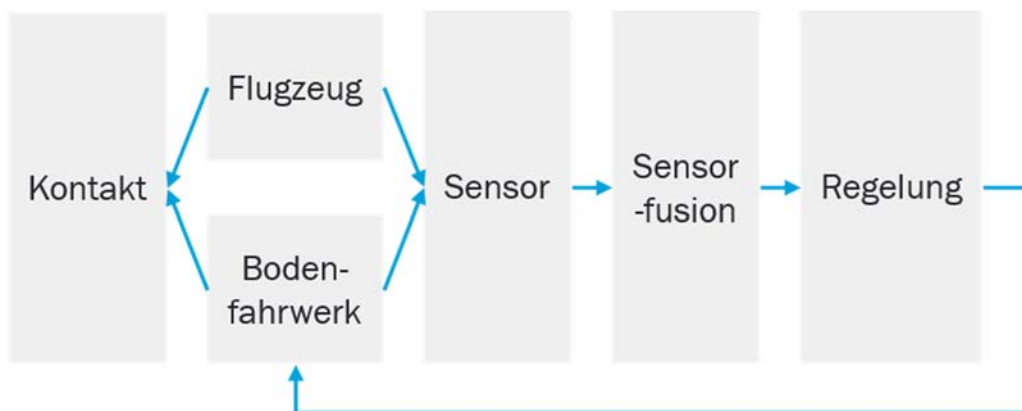 Kontakt
Flugzeug
Boden-
fahrwerk
Sensor
Sensor
-fusion
Regelung